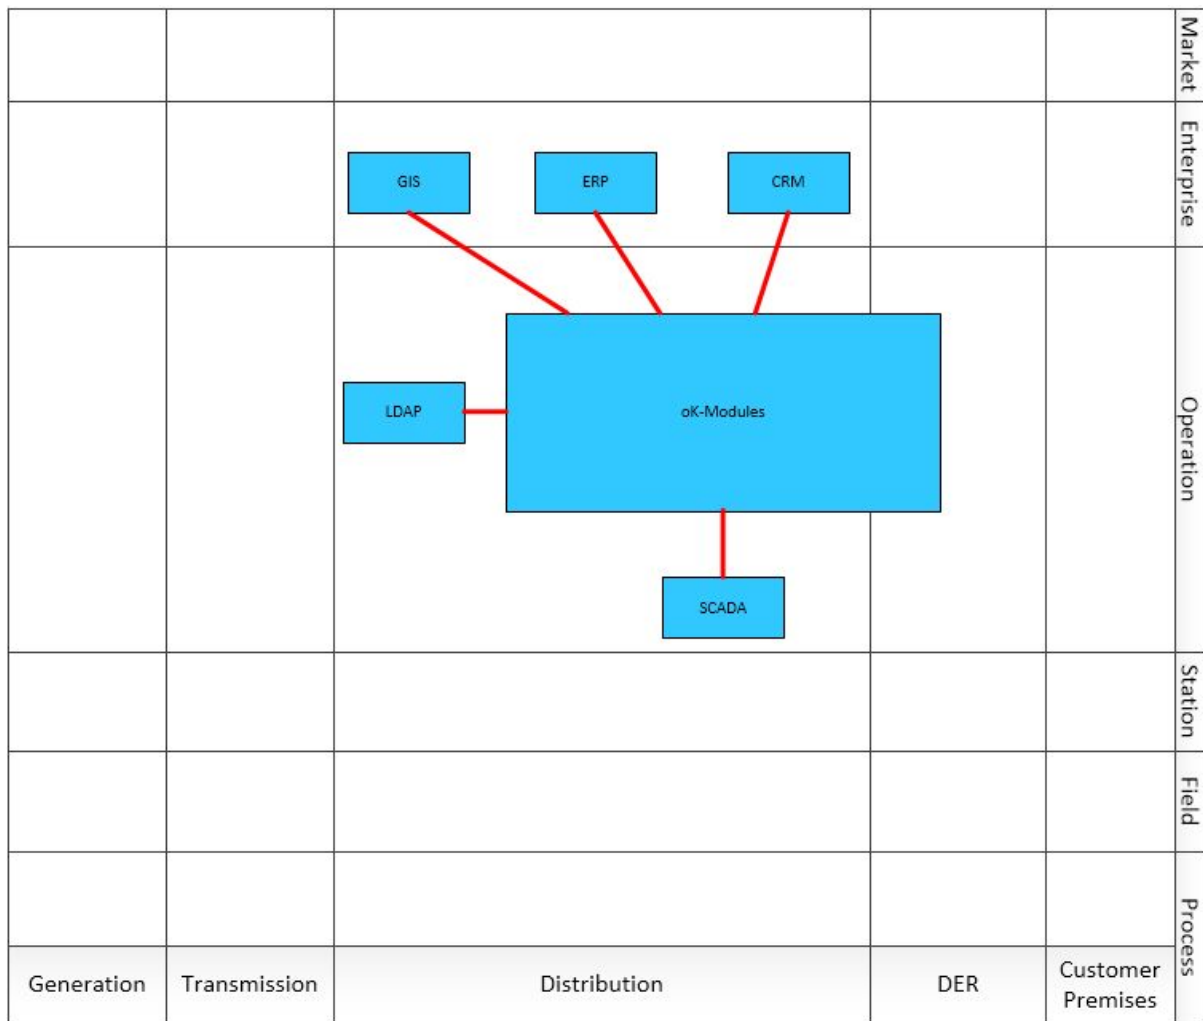 Market
Enterprise
GIS
ERP
CRM
Operation
LDAP
oK-Modules
SCADA
Station
Field
Process
Generation
Transmission
Distribution
DER
Customer
Premises